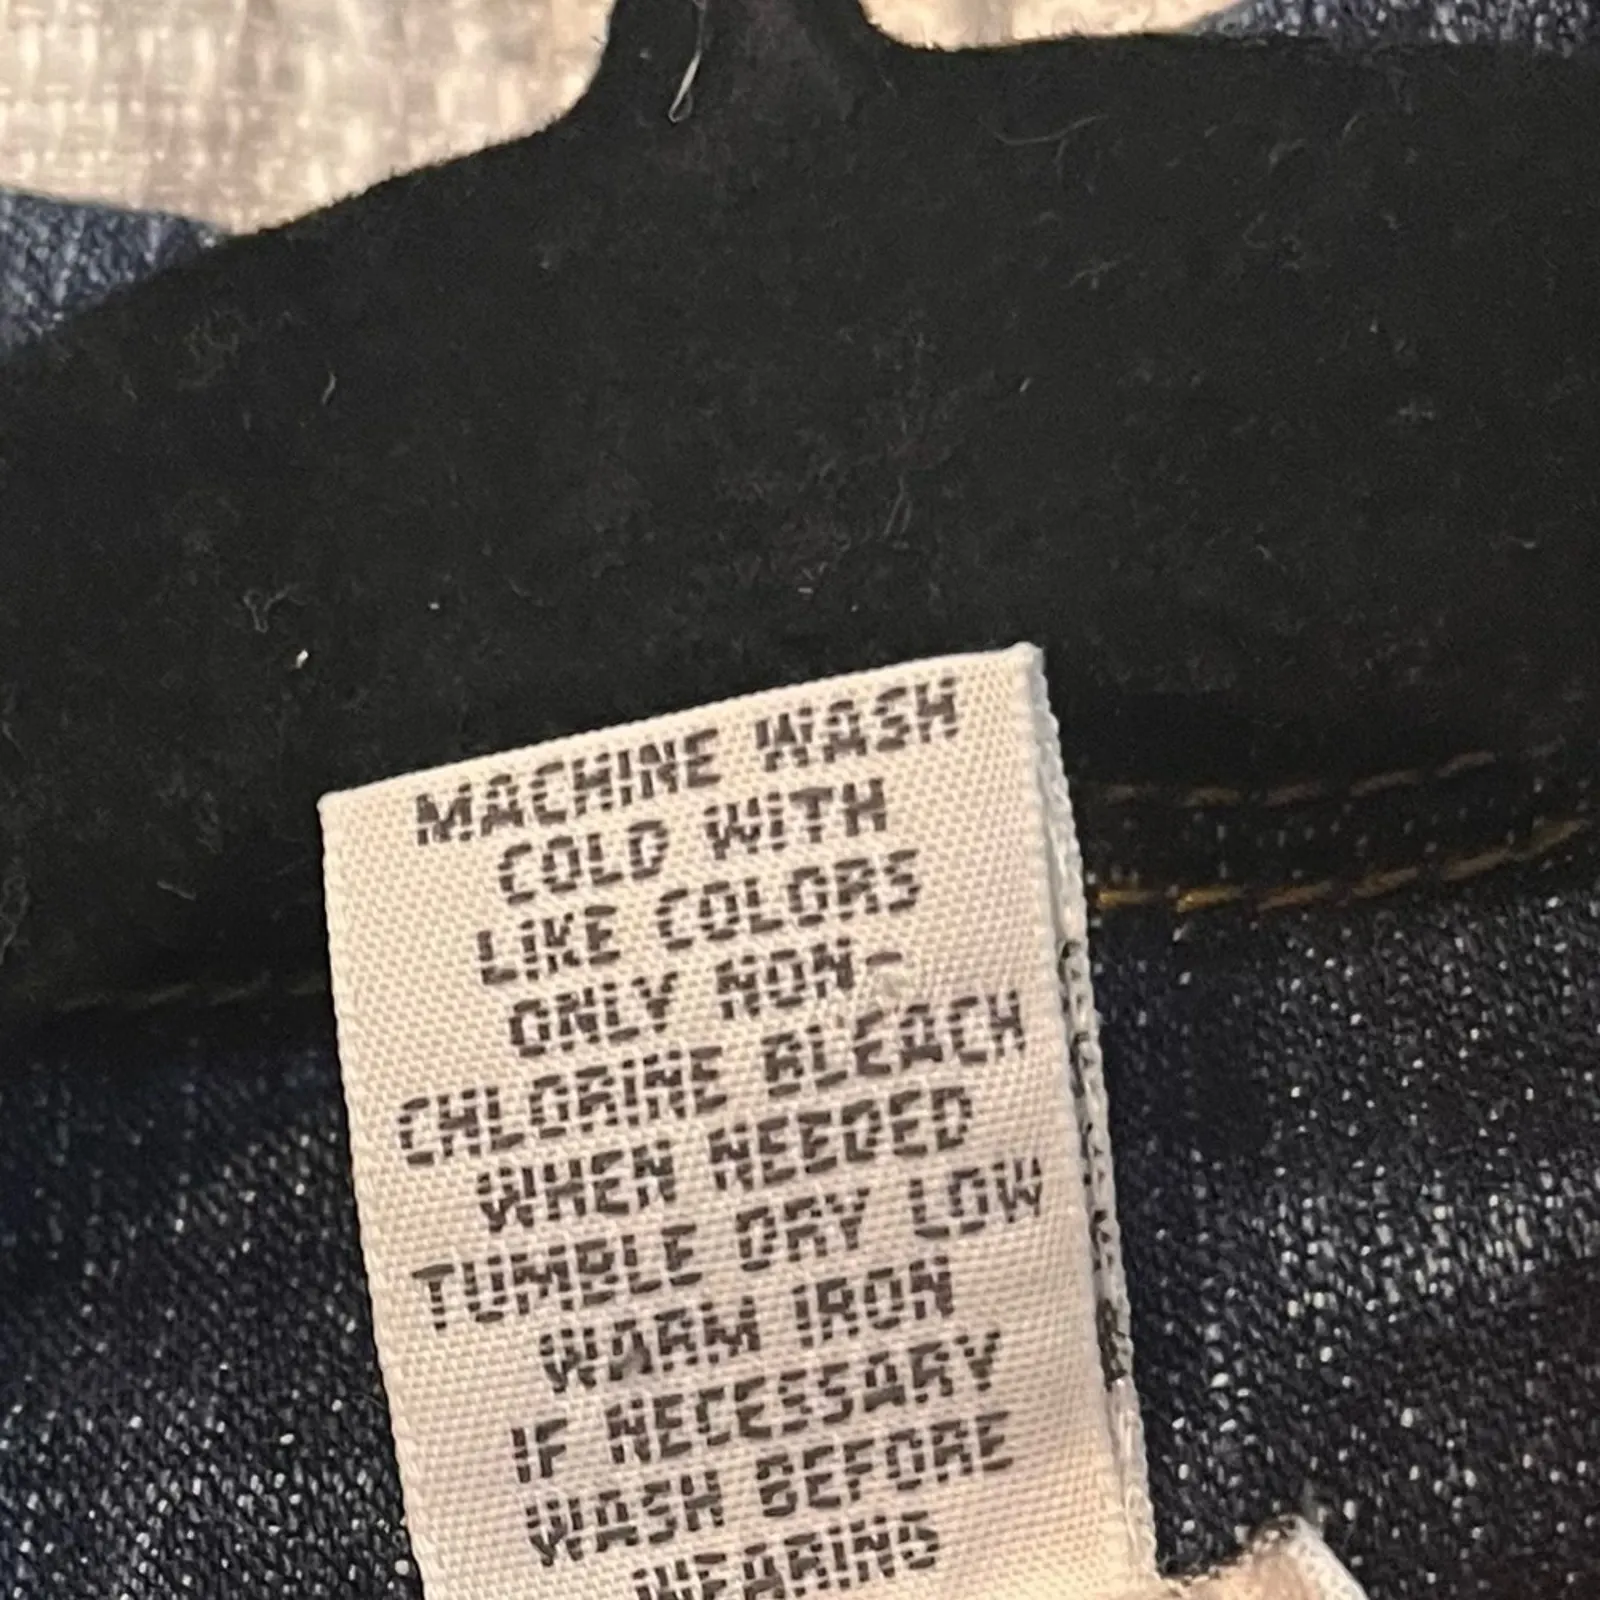 MACHINE WASH
COLD WITH
LIKE COLORS
ONLY NON-
CHLORINE BLEACH
WHEN NEEDED
TUMBLE DRY LOW
WARM IRON
IF NECESSARY
WASH BEFORE
WEARING